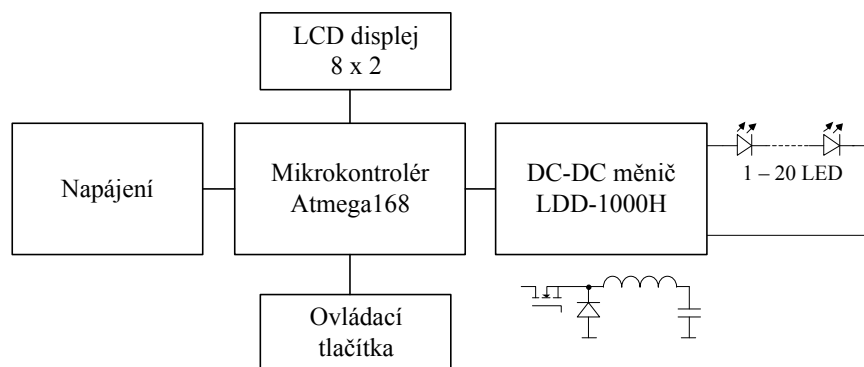 LCD displej
8 x 2
Napájení
Mikrokontrolér
Atmega168
DC-DC měnič
LDD-1000H
1 – 20 LED
Ovládací
tlačítka